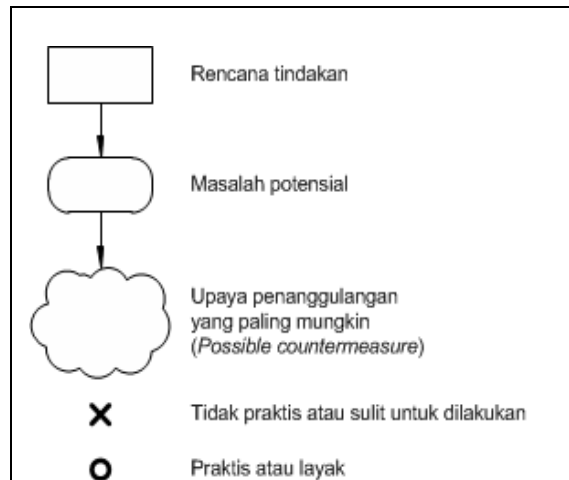 Rencana tindakan
Masalah potensial
Upaya penanggulangan
yang paling mungkin
(Possible countermeasure)
Tidak praktis atau sulit untuk dilakukan
Praktis atau layak